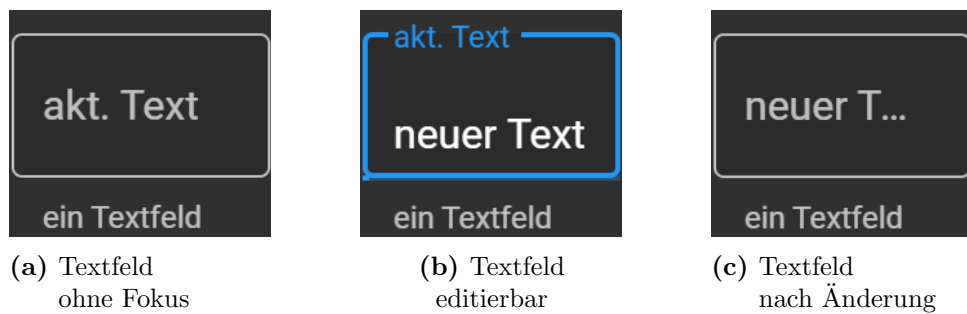 akt. Text
ein Textfeld
(a) Textfeld
ohne Fokus
akt. Text
neuer Text
ein Textfeld
(b) Textfeld
editierbar
neuer T...
ein Textfeld
(c) Textfeld
nach Änderung